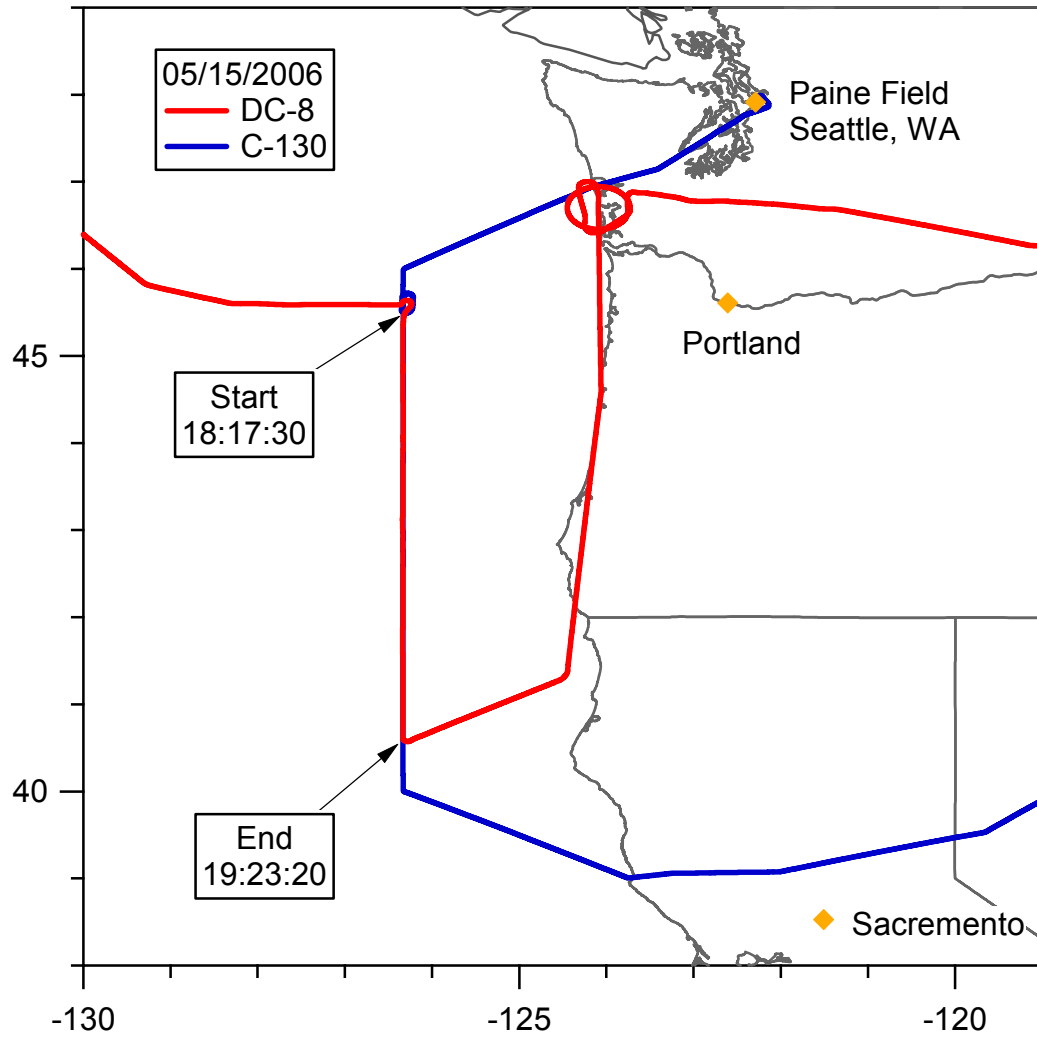 05/15/2006
DC-8
C-130
Paine Field
Seattle, WA
Portland
45
Start
18:17:30
40
End
19:23:20
Sacremento
-130
-125
-120